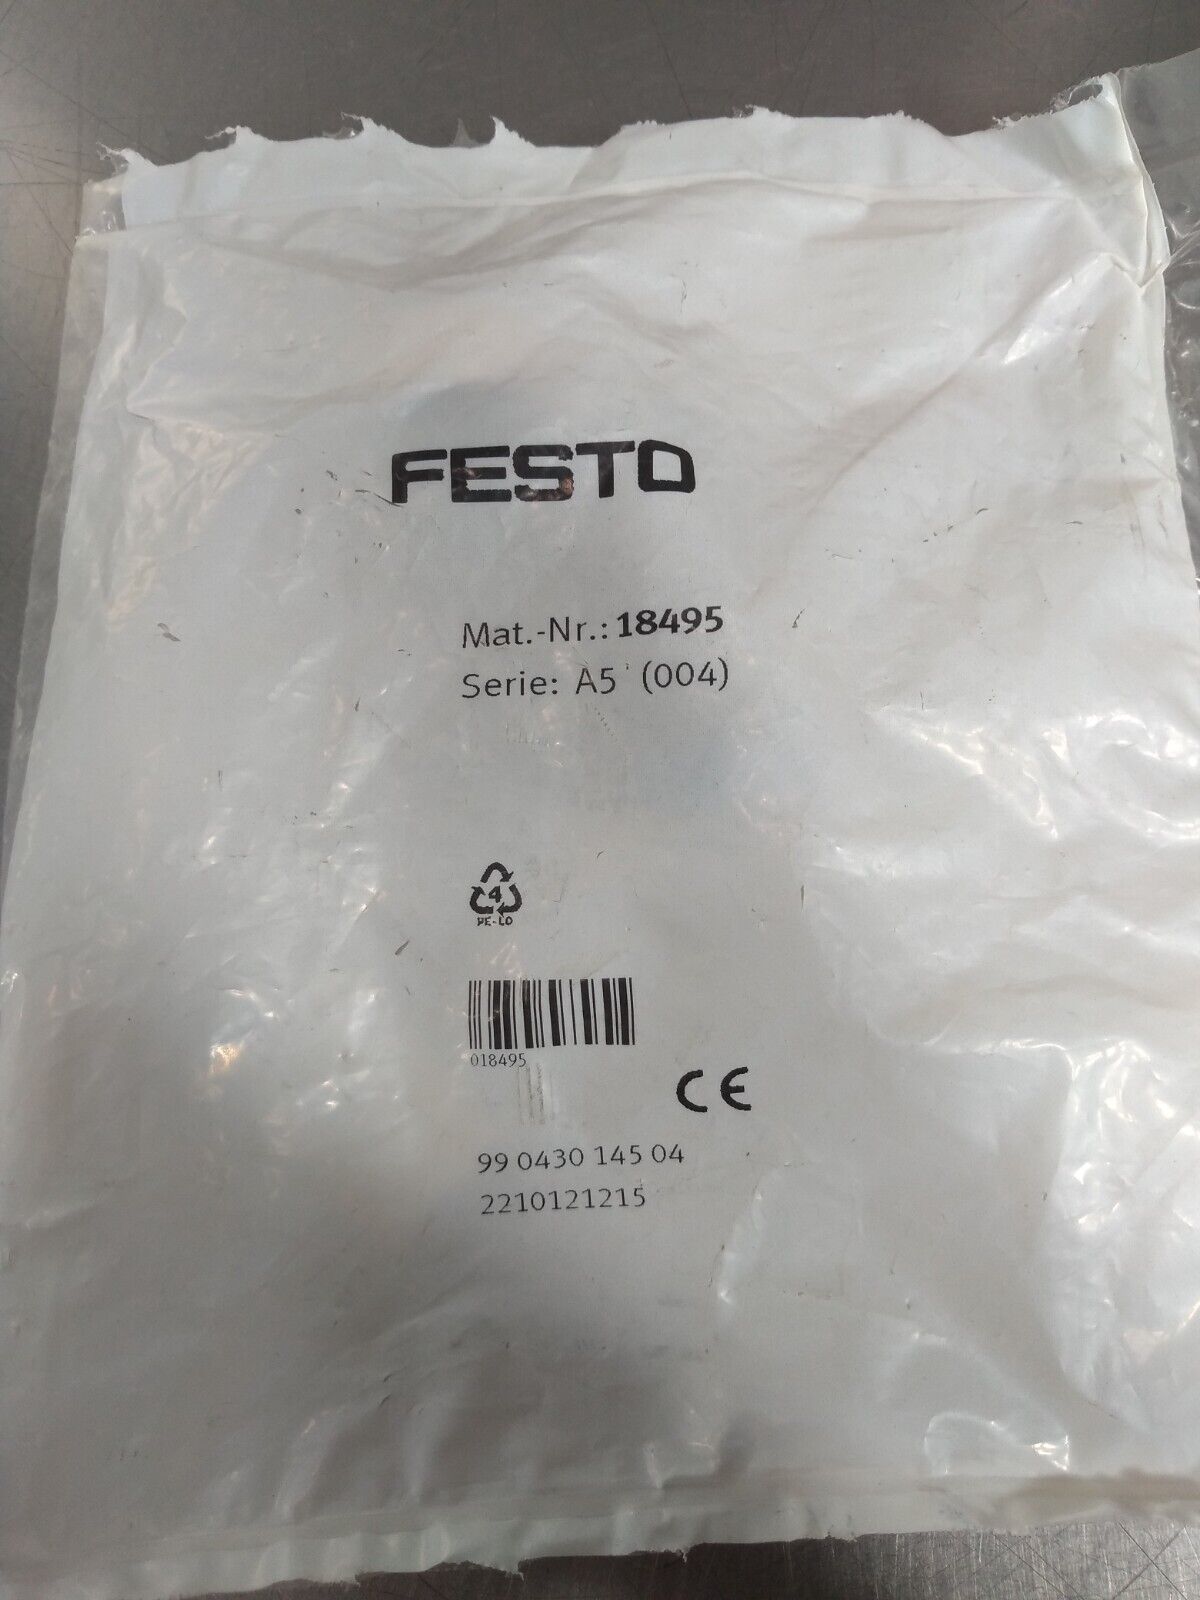 FESTO
Mat.-Nr.: 18495
Serie: A5 (004)
4
PE-LD
018495
CE
99 0430 145 04
2210121215